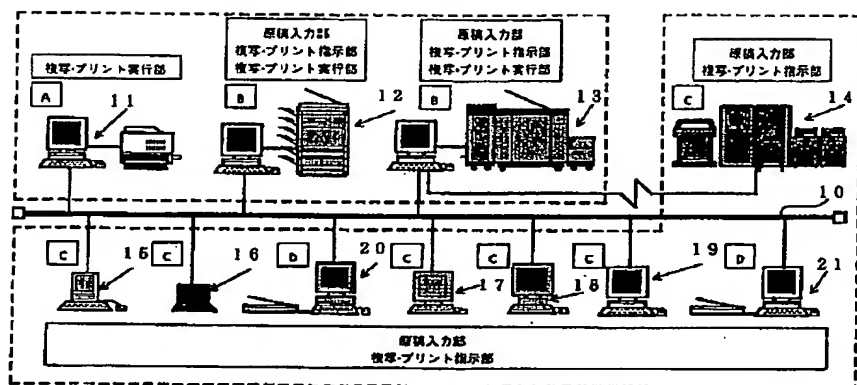 原稿入力部
複写・プリント指示部
複写・プリント実行部
原稿入力部
複写・プリント指示部
複写・プリント実行部
原稿入力部
複写・プリント指示部
複写・プリント実行部
A
11
B
12
B
13
C
14
10
C
15
C
16
D
20
C
17
C
18
C
19
D
21
原稿入力部
複写・プリント指示部